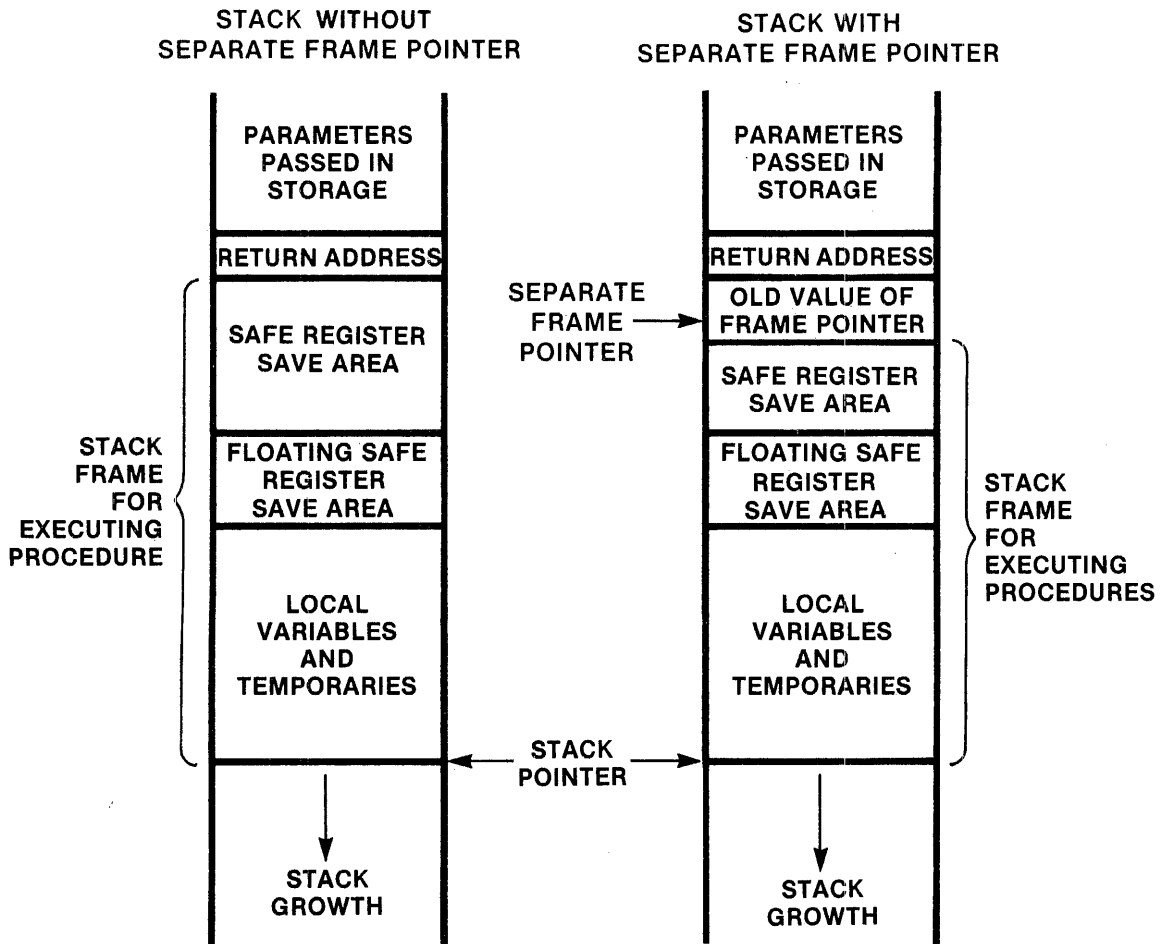 STACK WITHOUT
SEPARATE FRAME POINTER
PARAMETERS
PASSED IN
STORAGE
RETURN ADDRESS
SAFE REGISTER
SAVE AREA
FLOATING SAFE
REGISTER
SAVE AREA
LOCAL
VARIABLES
AND
TEMPORARIES
STACK
GROWTH
STACK
FRAME
FOR
EXECUTING
PROCEDURE
STACK WITH
SEPARATE FRAME POINTER
PARAMETERS
PASSED IN
STORAGE
RETURN ADDRESS
OLD VALUE OF
FRAME POINTER
SAFE REGISTER
SAVE AREA
FLOATING SAFE
REGISTER
SAVE AREA
LOCAL
VARIABLES
AND
TEMPORARIES
STACK
GROWTH
SEPARATE
FRAME
POINTER
STACK
POINTER
STACK
FRAME
FOR
EXECUTING
PROCEDURES